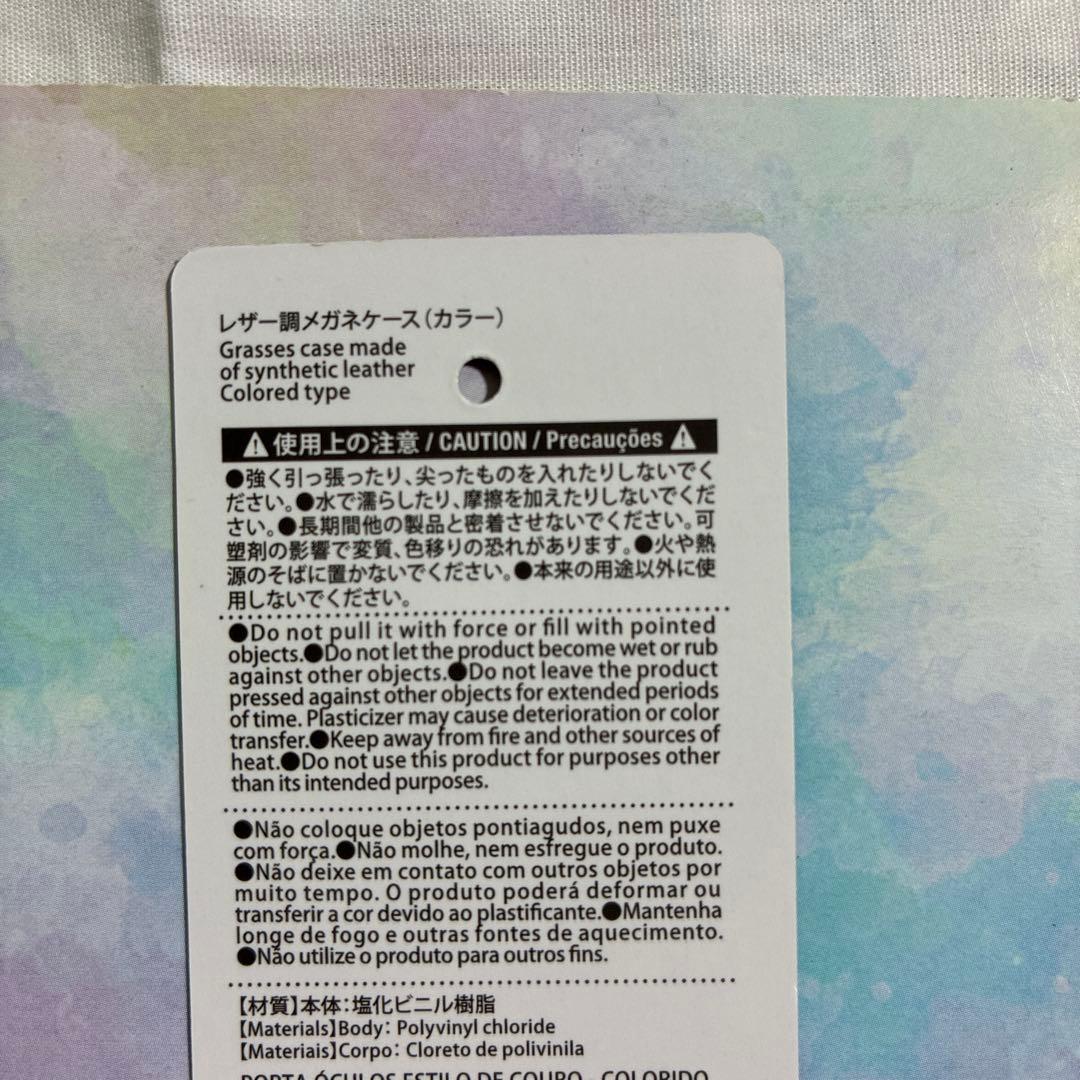 レザー調メガネケース(カラー)
Grasses case made
of synthetic leather
Colored type
使用上の注意 / CAUTION / Precauções
●強く引っ張ったり、尖ったものを入れたりしないでく
ださい。●水で濡らしたり、摩擦を加えたりしないでくだ
さい。●長期間他の製品と密着させないでください。可
塑剤の影響で変質、色移りの恐れがあります。●火や熱
源のそばに置かないでください。●本来の用途以外に使
用しないでください。
●Do not pull it with force or fill with pointed
objects.●Do not let the product become wet or rub
against other objects.●Do not leave the product
pressed against other objects for extended periods
of time. Plasticizer may cause deterioration or color
transfer.●Keep away from fire and other sources of
heat.●Do not use this product for purposes other
than its intended purposes.
●Não coloque objetos pontiagudos, nem puxe
com força.●Não molhe, nem esfregue o produto.
●Não deixe em contato com outros objetos por
muito tempo. O produto poderá deformar ou
transferir a cor devido ao plastificante.●Mantenha
longe de fogo e outras fontes de aquecimento.
●Não utilize o produto para outros fins.
【材質】本体:塩化ビニル樹脂
【Materials】Body: Polyvinyl chloride
【Materiais】Corpo: Cloreto de polivinila
PORTA ÓCULOS ESTILO DE COURO - COLORIDO